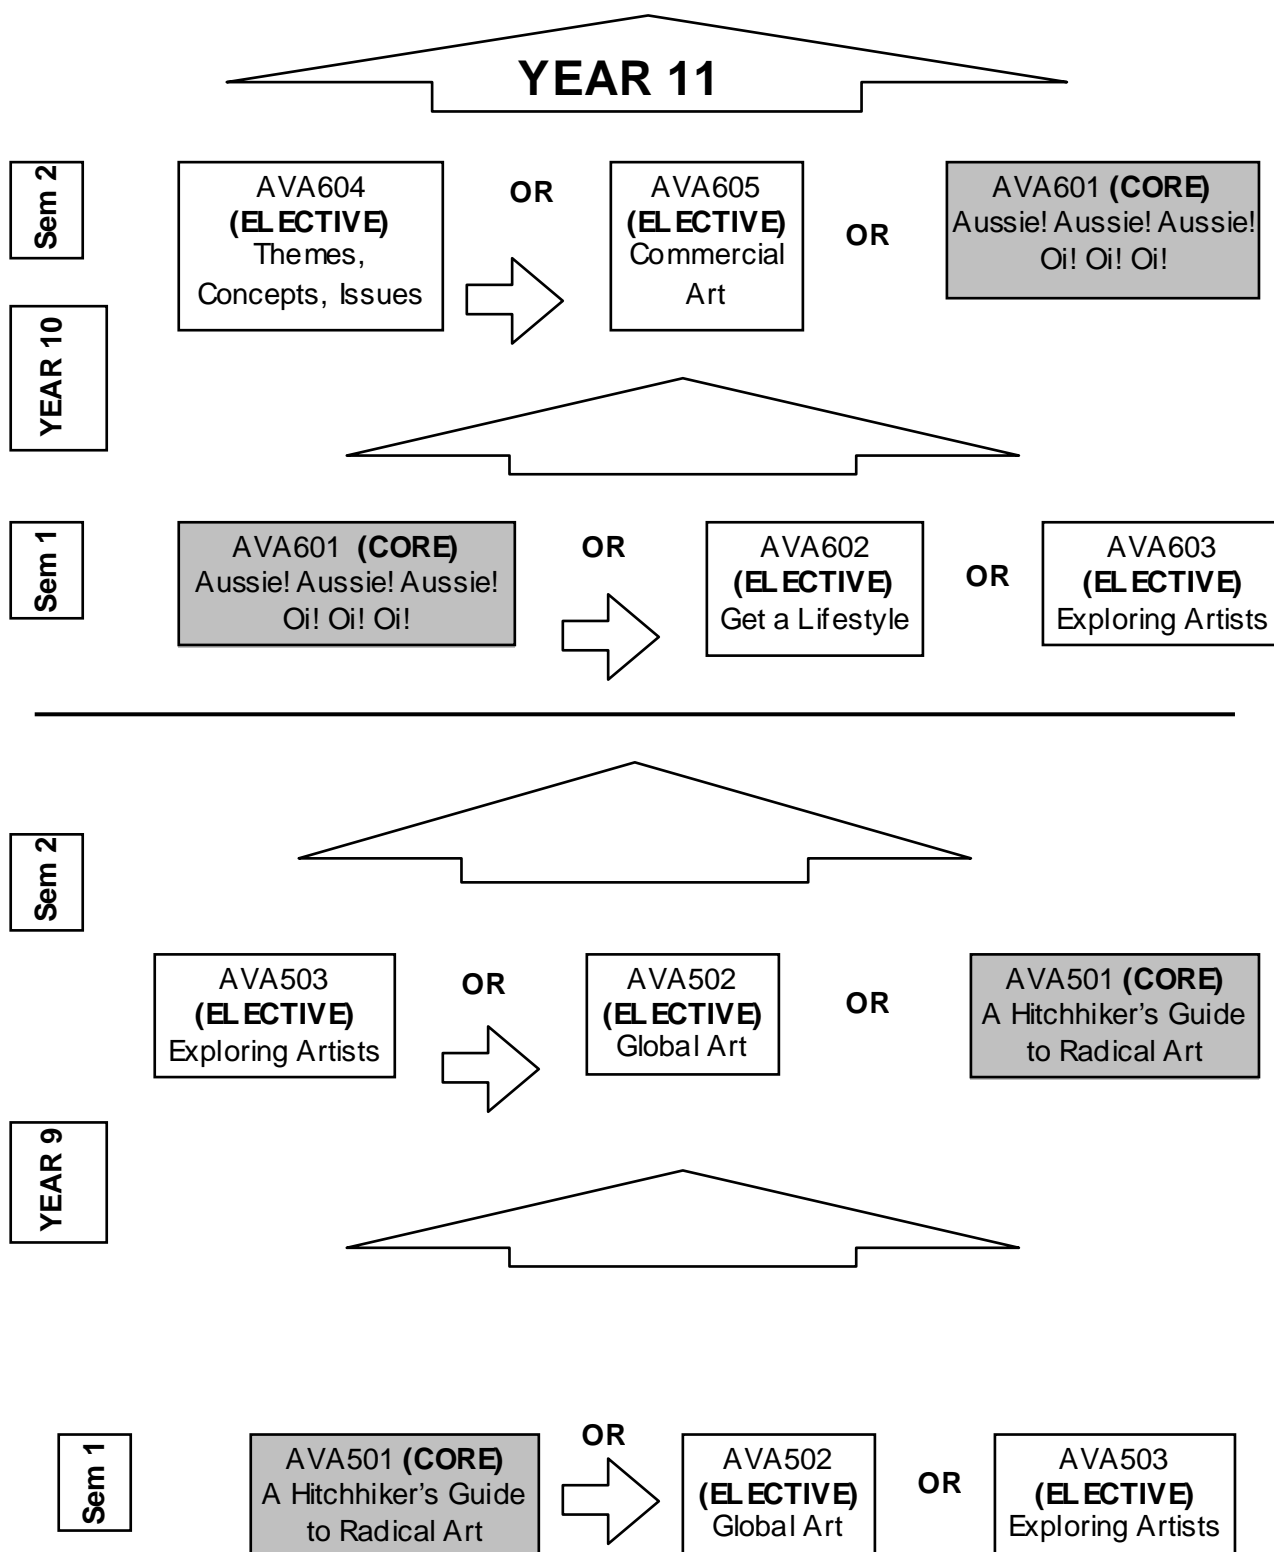 YEAR 11
Sem 2
AVA604
(ELECTIVE)
Themes,
Concepts, Issues
OR
AVA605
(ELECTIVE)
Commercial
Art
OR
AVA601 (CORE)
Aussie! Aussie! Aussie!
Oi! Oi! Oi!
YEAR 10
Sem 1
AVA601 (CORE)
Aussie! Aussie! Aussie!
Oi! Oi! Oi!
OR
AVA602
(ELECTIVE)
Get a Lifestyle
OR
AVA603
(ELECTIVE)
Exploring Artists
Sem 2
AVA503
(ELECTIVE)
Exploring Artists
OR
AVA502
(ELECTIVE)
Global Art
OR
AVA501 (CORE)
A Hitchhiker's Guide
to Radical Art
YEAR 9
Sem 1
AVA501 (CORE)
A Hitchhiker's Guide
to Radical Art
OR
AVA502
(ELECTIVE)
Global Art
OR
AVA503
(ELECTIVE)
Exploring Artists